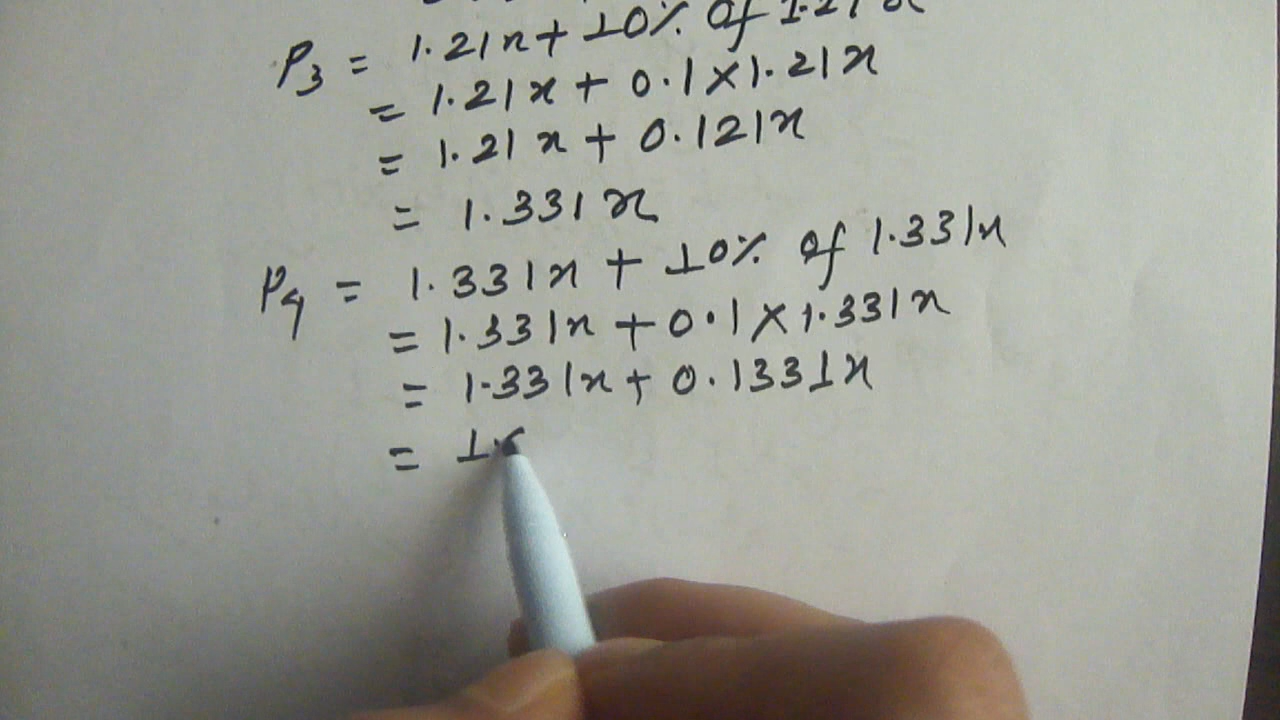 P3 = 1.21x + 10% of 1.21x
= 1.21x + 0.1 × 1.21x
= 1.21x + 0.121x
= 1.331x
P4 = 1.331x + 10% of 1.331x
= 1.331x + 0.1 × 1.331x
= 1.331x + 0.1331x
= 1.